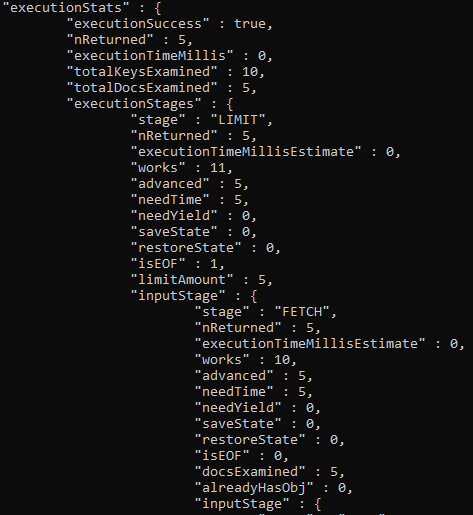 "executionStats" : {
"executionSuccess" : true,
"nReturned" : 5,
"executionTimeMillis" : 0,
"totalKeysExamined" : 10,
"totalDocsExamined" : 5,
"executionStages" : {
"stage" : "LIMIT",
"nReturned" : 5,
"executionTimeMillisEstimate" : 0,
"works" : 11,
"advanced" : 5,
"needTime" : 5,
"needYield" : 0,
"saveState" : 0,
"restoreState" : 0,
"isEOF" : 1,
"limitAmount" : 5,
"inputStage" : {
"stage" : "FETCH",
"nReturned" : 5,
"executionTimeMillisEstimate" : 0,
"works" : 10,
"advanced" : 5,
"needTime" : 5,
"needYield" : 0,
"saveState" : 0,
"restoreState" : 0,
"isEOF" : 0,
"docsExamined" : 5,
"alreadyHasObj" : 0,
"inputStage" : {